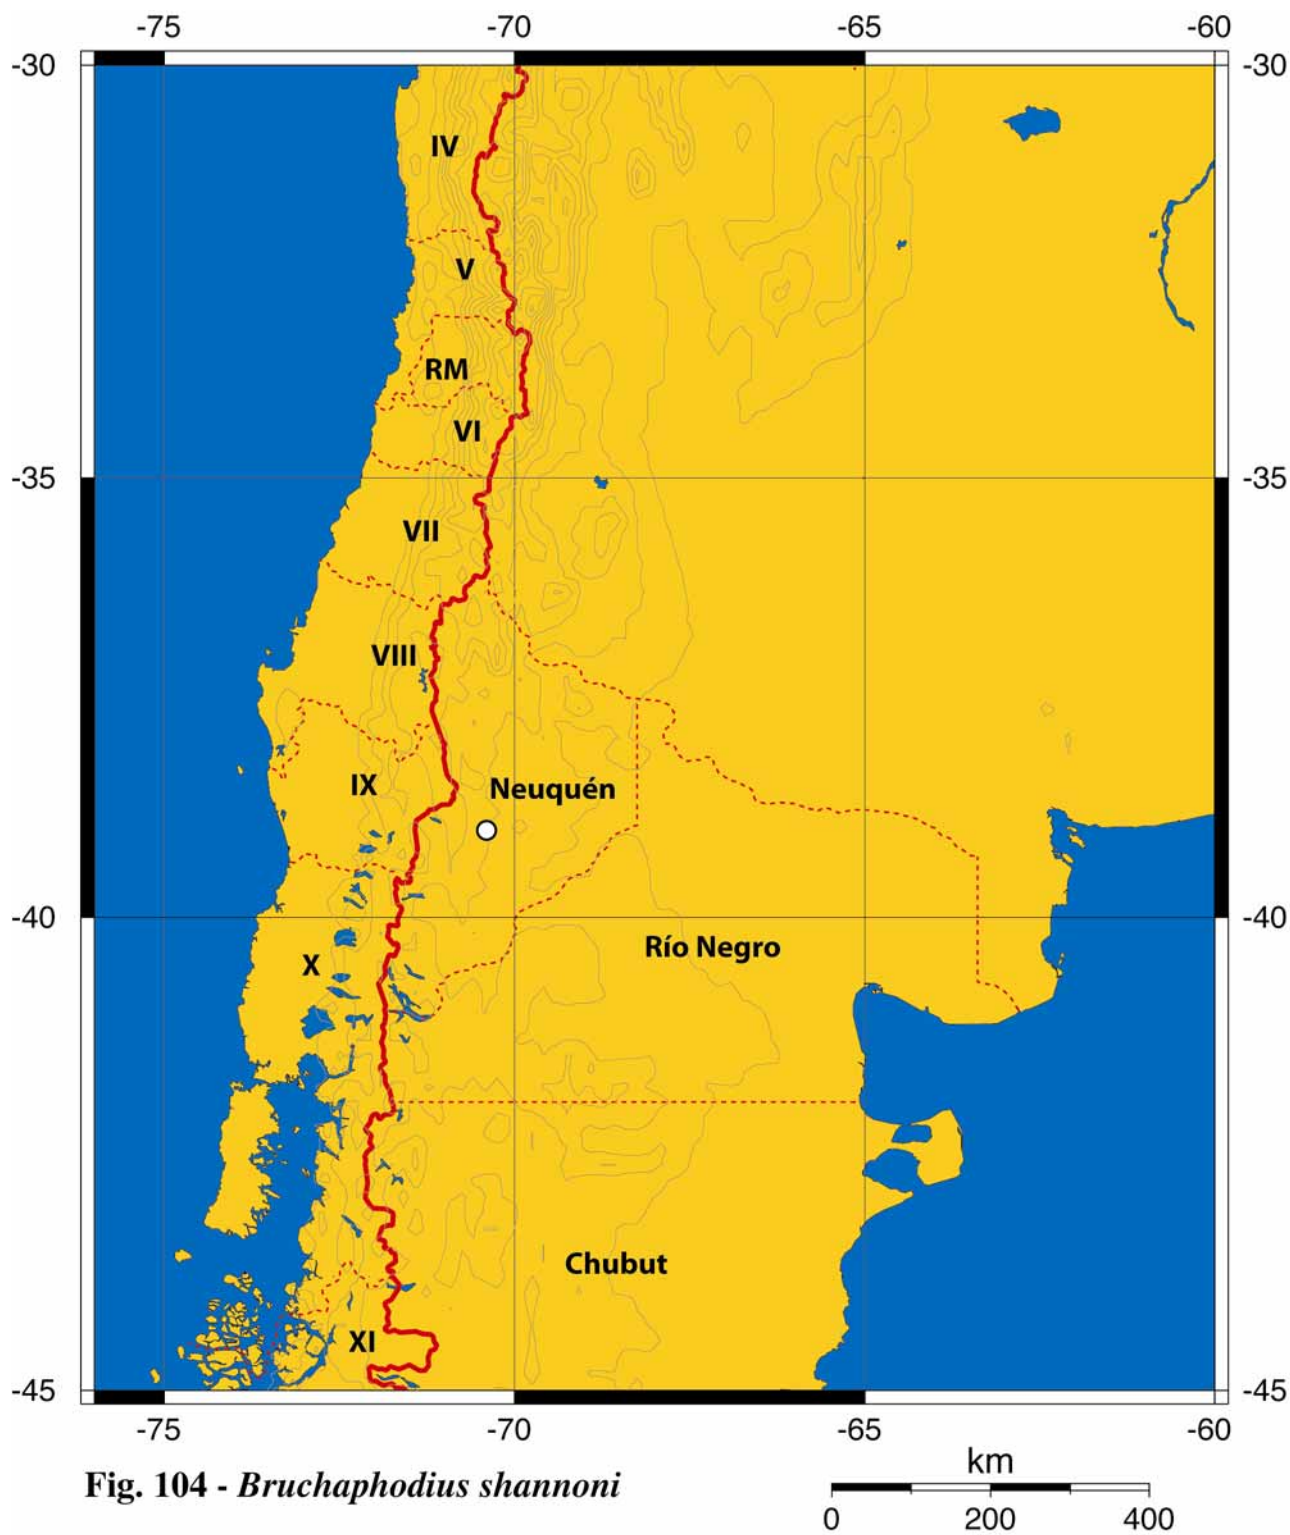 -75 -70 -65 -60
-30 -30
IV
V
RM
VI
-35 -35
VII
VIII
IX Neuquén
-40 -40
X Río Negro
Chubut
XI
-45 -45
-75 -70 -65 -60
km
Fig. 104 - Bruchaphodius shannoni
0 200 400